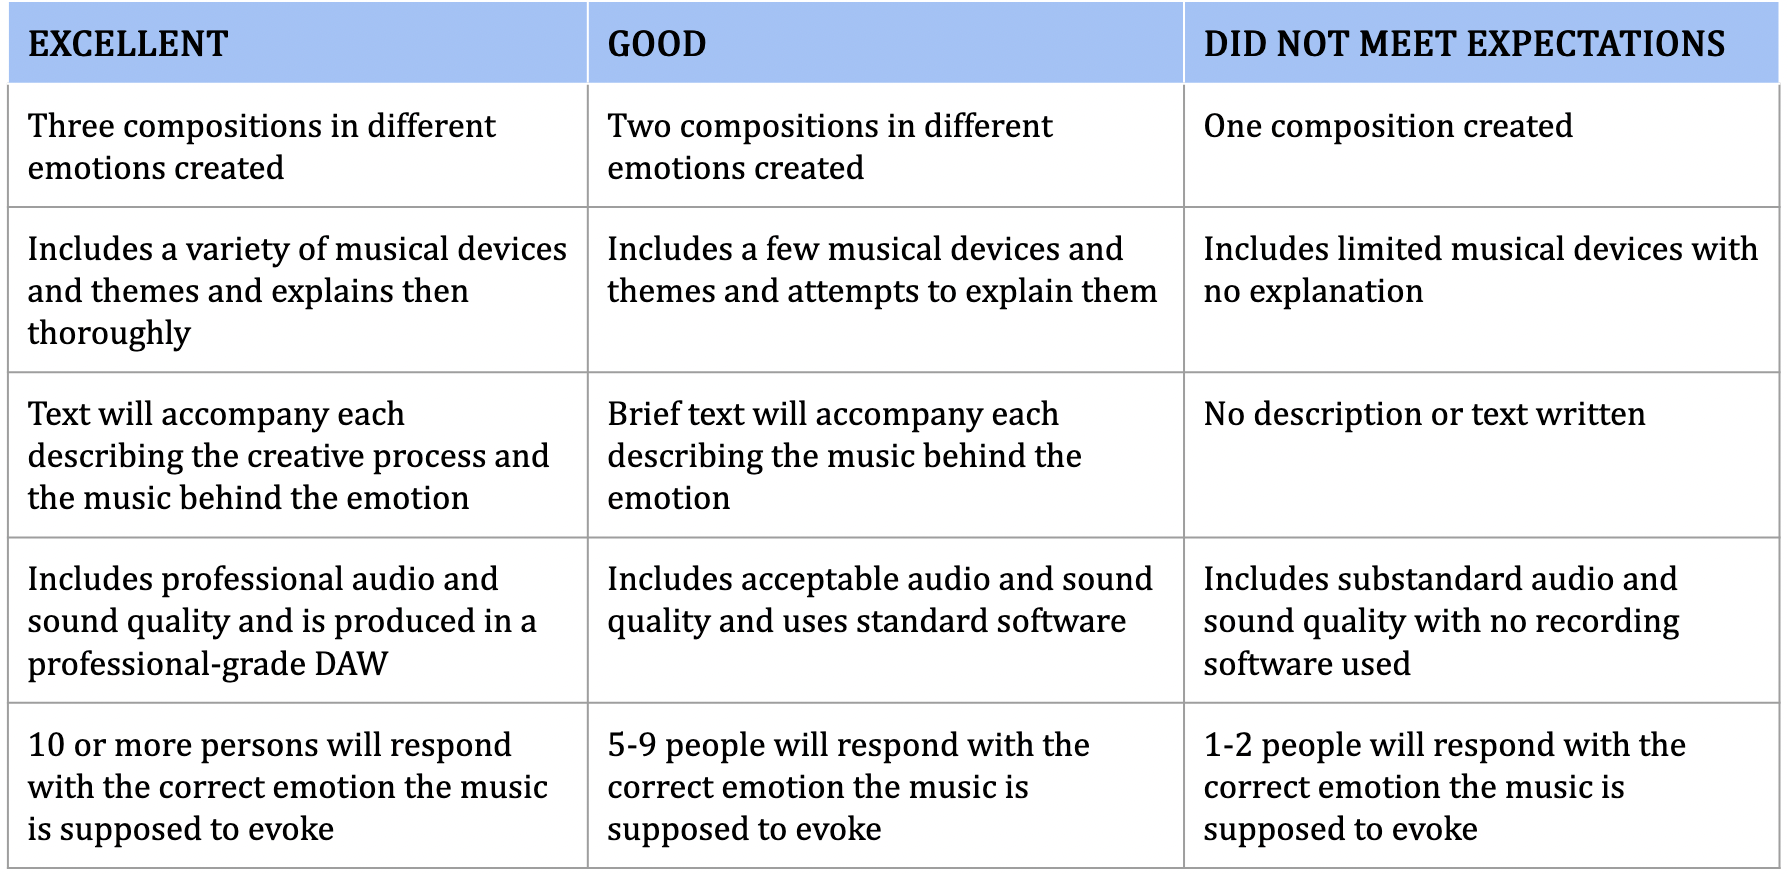 EXCELLENT
GOOD
DID NOT MEET EXPECTATIONS
Three compositions in different
emotions created
Two compositions in different
emotions created
One composition created
Includes a variety of musical devices
and themes and explains then
thoroughly
Includes a few musical devices and
themes and attempts to explain them
Includes limited musical devices with
no explanation
Text will accompany each
describing the creative process and
the music behind the emotion
Brief text will accompany each
describing the music behind the
emotion
No description or text written
Includes professional audio and
sound quality and is produced in a
professional-grade DAW
Includes acceptable audio and sound
quality and uses standard software
Includes substandard audio and
sound quality with no recording
software used
10 or more persons will respond
with the correct emotion the music
is supposed to evoke
5-9 people will respond with the
correct emotion the music is
supposed to evoke
1-2 people will respond with the
correct emotion the music is
supposed to evoke